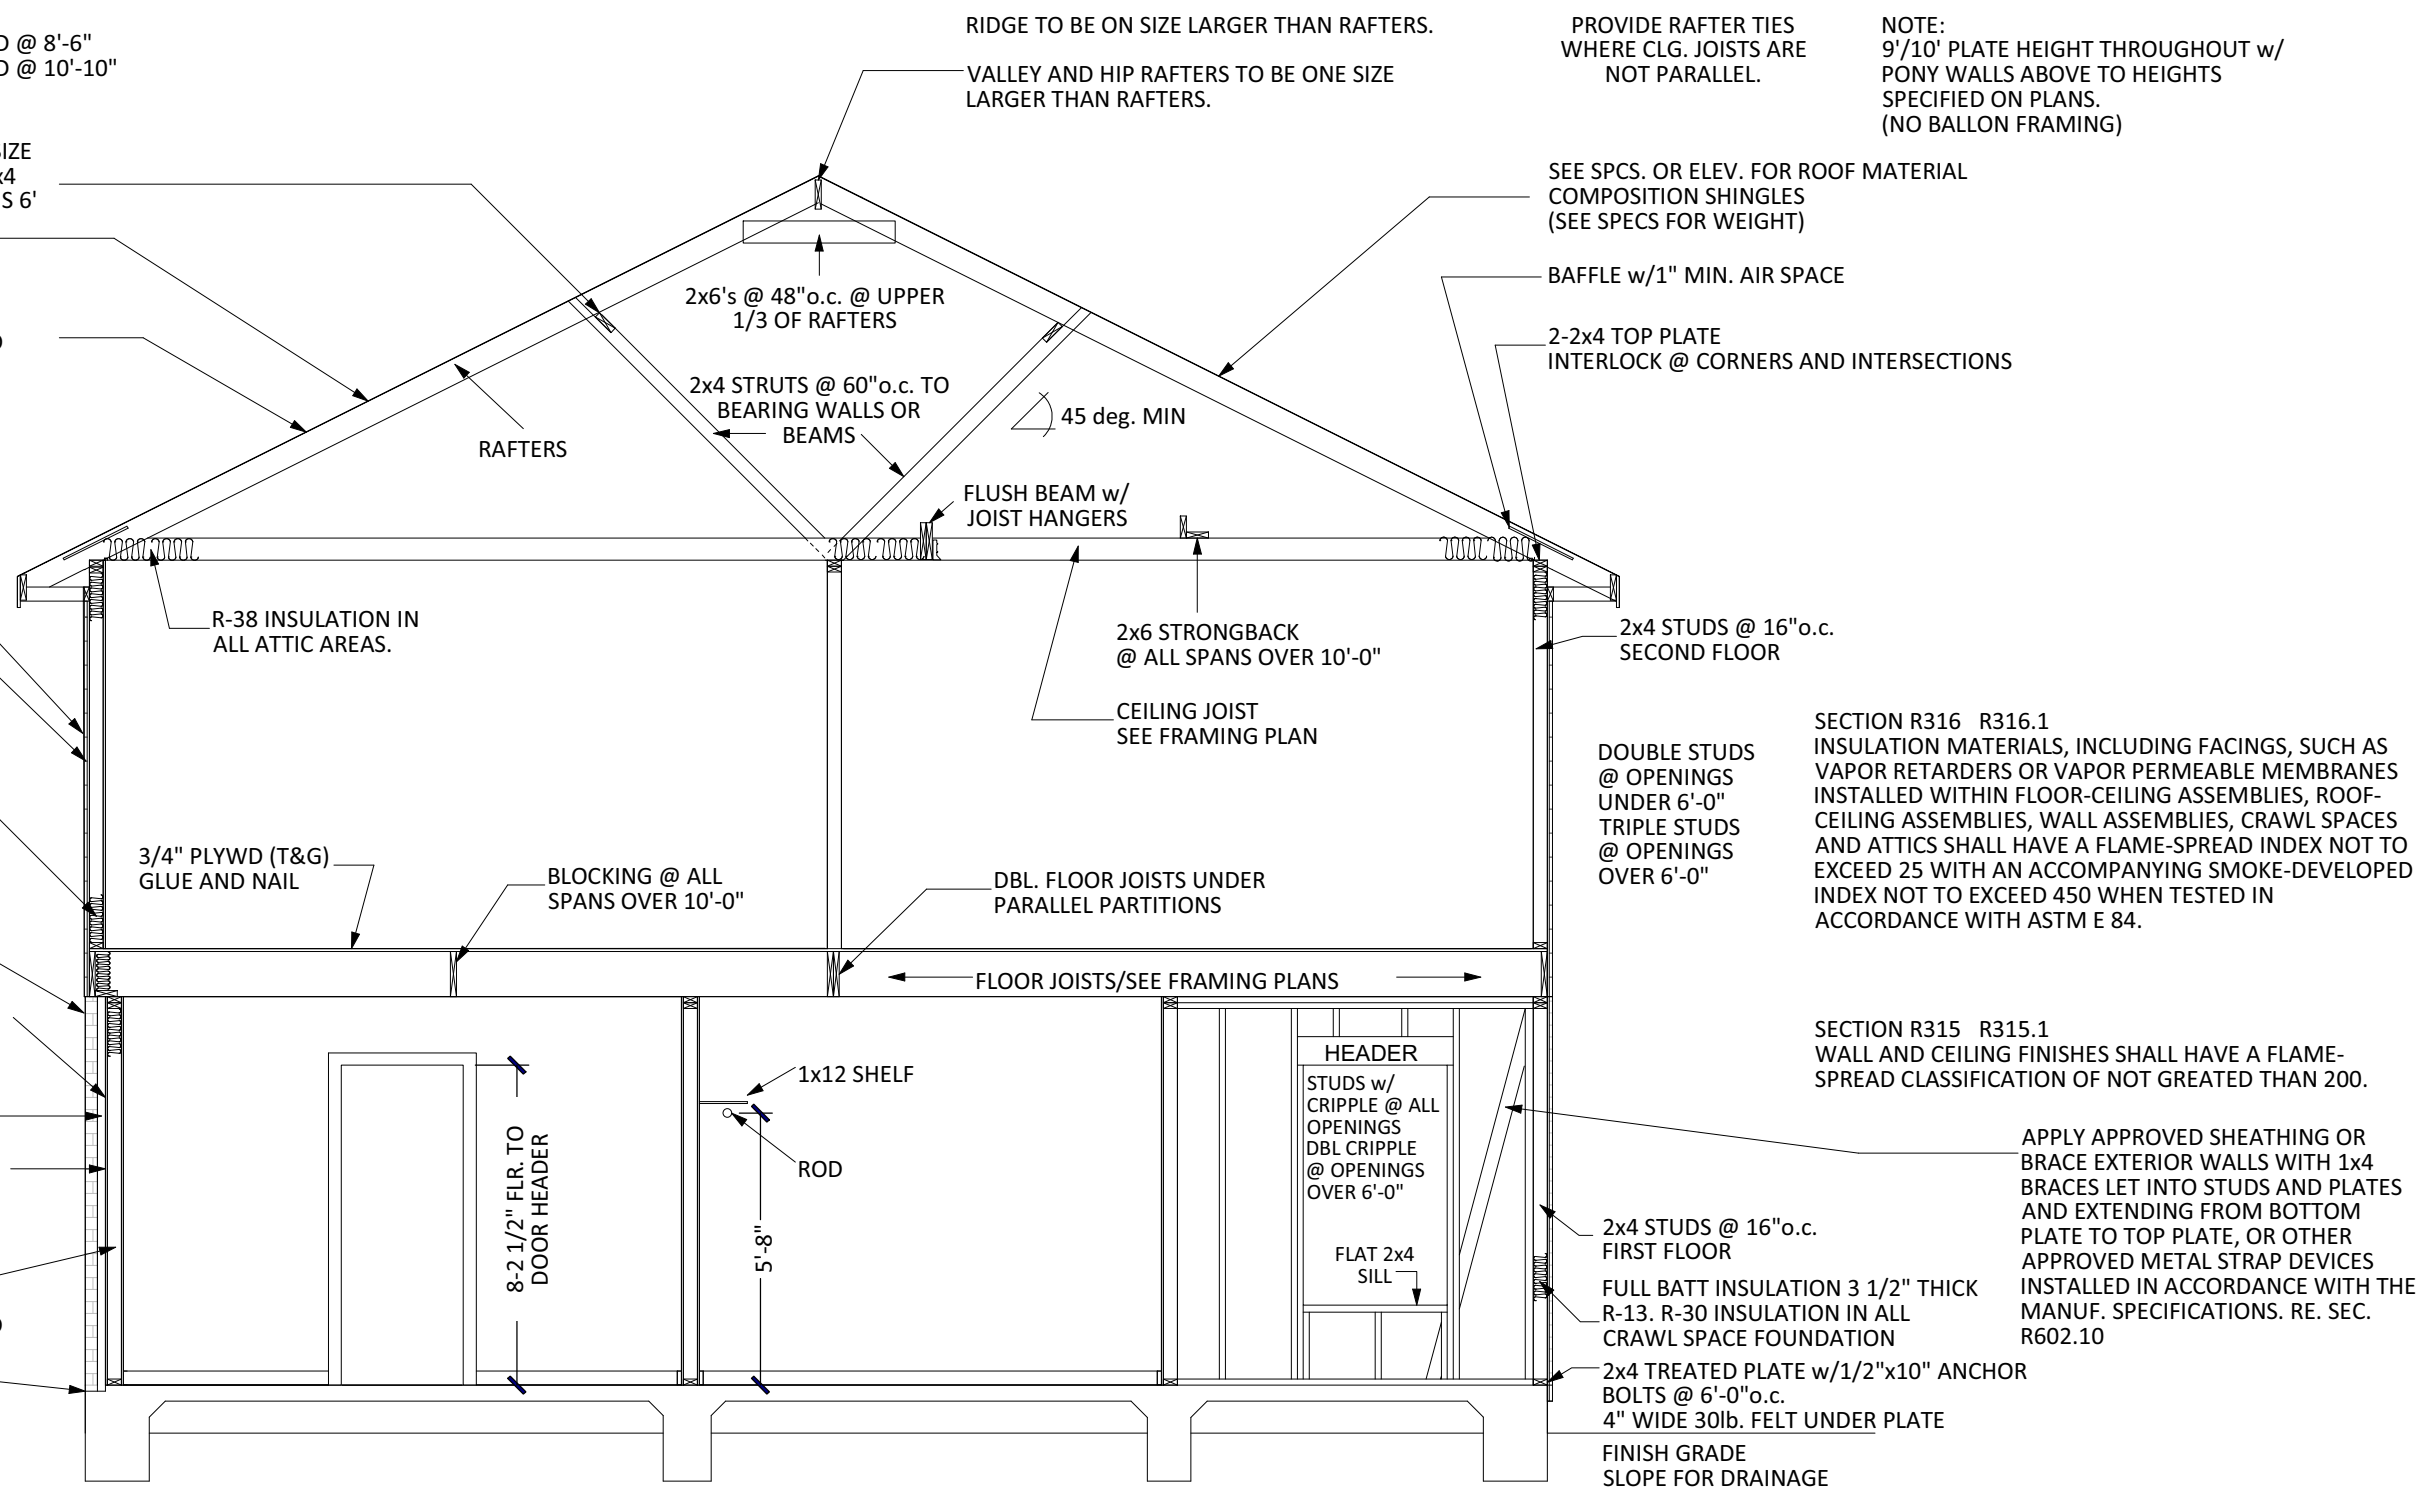 D @ 8'-6"
D @ 10'-10"
SIZE
x4
S 6'
RIDGE TO BE ON SIZE LARGER THAN RAFTERS.
VALLEY AND HIP RAFTERS TO BE ONE SIZE
LARGER THAN RAFTERS.
PROVIDE RAFTER TIES
WHERE CLG. JOISTS ARE
NOT PARALLEL.
NOTE:
9'/10' PLATE HEIGHT THROUGHOUT w/
PONY WALLS ABOVE TO HEIGHTS
SPECIFIED ON PLANS.
(NO BALLON FRAMING)
SEE SPCS. OR ELEV. FOR ROOF MATERIAL
COMPOSITION SHINGLES
(SEE SPECS FOR WEIGHT)
BAFFLE w/1" MIN. AIR SPACE
2-2x4 TOP PLATE
INTERLOCK @ CORNERS AND INTERSECTIONS
2x6's @ 48"o.c. @ UPPER
1/3 OF RAFTERS
2x4 STRUTS @ 60"o.c. TO
BEARING WALLS OR
BEAMS
45 deg. MIN
RAFTERS
FLUSH BEAM w/
JOIST HANGERS
R-38 INSULATION IN
ALL ATTIC AREAS.
2x6 STRONGBACK
@ ALL SPANS OVER 10'-0"
CEILING JOIST
SEE FRAMING PLAN
2x4 STUDS @ 16"o.c.
SECOND FLOOR
DOUBLE STUDS
@ OPENINGS
UNDER 6'-0"
TRIPLE STUDS
@ OPENINGS
OVER 6'-0"
SECTION R316 R316.1
INSULATION MATERIALS, INCLUDING FACINGS, SUCH AS
VAPOR RETARDERS OR VAPOR PERMEABLE MEMBRANES
INSTALLED WITHIN FLOOR-CEILING ASSEMBLIES, ROOF-
CEILING ASSEMBLIES, WALL ASSEMBLIES, CRAWL SPACES
AND ATTICS SHALL HAVE A FLAME-SPREAD INDEX NOT TO
EXCEED 25 WITH AN ACCOMPANYING SMOKE-DEVELOPED
INDEX NOT TO EXCEED 450 WHEN TESTED IN
ACCORDANCE WITH ASTM E 84.
3/4" PLYWD (T&G)
GLUE AND NAIL
BLOCKING @ ALL
SPANS OVER 10'-0"
DBL. FLOOR JOISTS UNDER
PARALLEL PARTITIONS
FLOOR JOISTS/SEE FRAMING PLANS
SECTION R315 R315.1
WALL AND CEILING FINISHES SHALL HAVE A FLAME-
SPREAD CLASSIFICATION OF NOT GREATED THAN 200.
8-2 1/2" FLR. TO
DOOR HEADER
1x12 SHELF
ROD
5'-8"
HEADER
STUDS w/
CRIPPLE @ ALL
OPENINGS
DBL CRIPPLE
@ OPENINGS
OVER 6'-0"
FLAT 2x4
SILL
APPLY APPROVED SHEATHING OR
BRACE EXTERIOR WALLS WITH 1x4
BRACES LET INTO STUDS AND PLATES
AND EXTENDING FROM BOTTOM
PLATE TO TOP PLATE, OR OTHER
APPROVED METAL STRAP DEVICES
INSTALLED IN ACCORDANCE WITH THE
MANUF. SPECIFICATIONS. RE. SEC.
R602.10
2x4 STUDS @ 16"o.c.
FIRST FLOOR
FULL BATT INSULATION 3 1/2" THICK
R-13. R-30 INSULATION IN ALL
CRAWL SPACE FOUNDATION
2x4 TREATED PLATE w/1/2"x10" ANCHOR
BOLTS @ 6'-0"o.c.
4" WIDE 30lb. FELT UNDER PLATE
FINISH GRADE
SLOPE FOR DRAINAGE